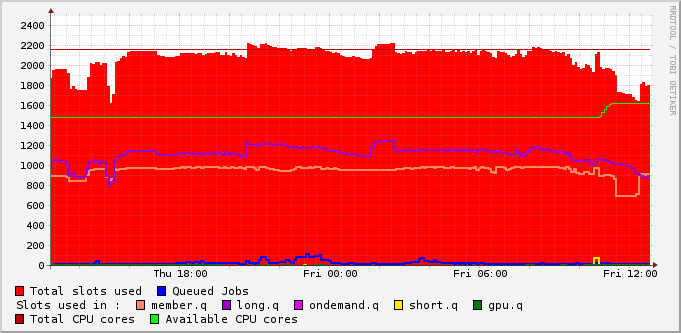 2400
2200
2000
1800
1600
1400
1200
1000
800
600
400
200
0
Thu 18:00 Fri 00:00 Fri 06:00 Fri 12:00
Total slots used Queued Jobs
Slots used in : member.q long.q ondemand.q short.q gpu.q
Total CPU cores Available CPU cores
RRDTOOL / TOBI OETIKER